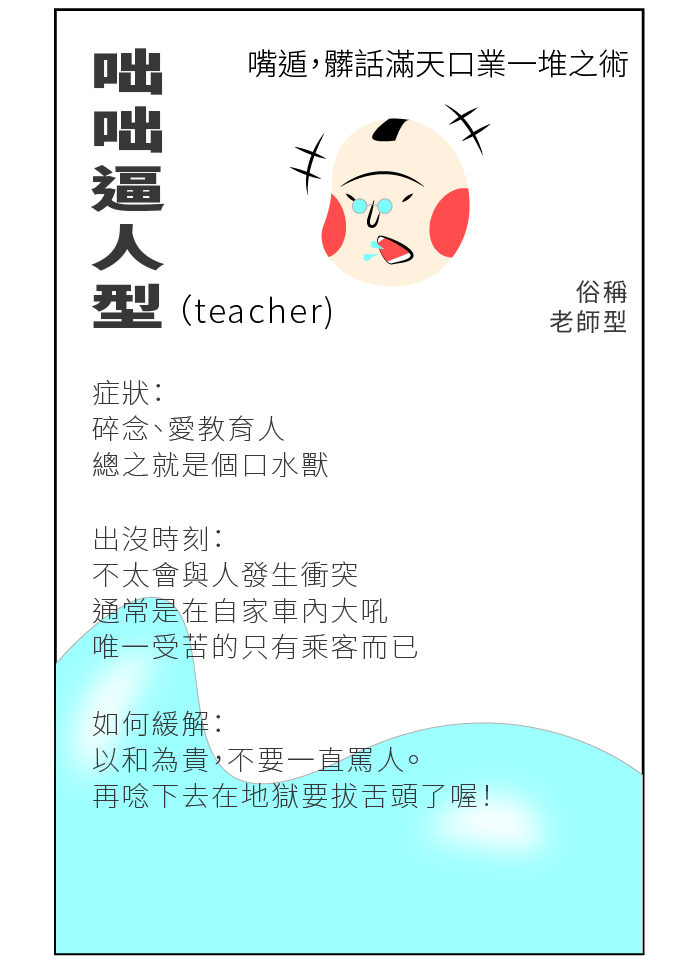 咄咄逼人型(teacher)
嘴遁，髒話滿天口業一堆之術
俗稱
老師型
症狀：
碎念、愛教育人
總之就是個口水獸
出沒時刻：
不太會與人發生衝突
通常是在自家車內大吼
唯一受苦的只有乘客而已
如何緩解：
以和為貴，不要一直罵人。
再唸下去在地獄要拔舌頭了喔！